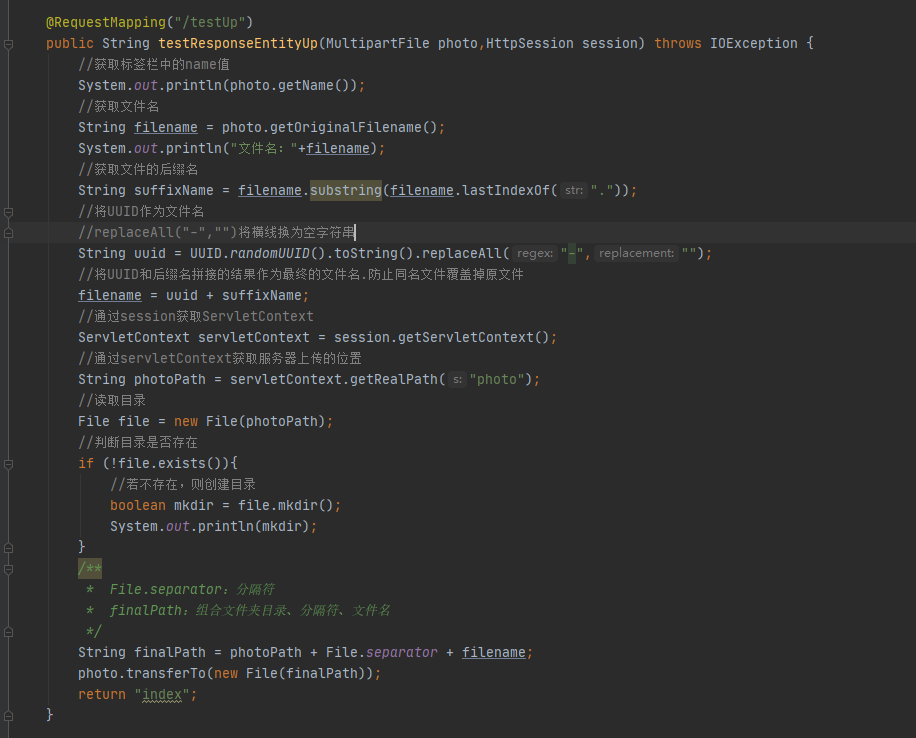 @RequestMapping("/testUp")
public String testResponseEntityUp(MultipartFile photo,HttpSession session) throws IOException {
    //获取标签栏中的name值
    System.out.println(photo.getName());
    //获取文件名
    String filename = photo.getOriginalFilename();
    System.out.println("文件名："+filename);
    //获取文件的后缀名
    String suffixName = filename.substring(filename.lastIndexOf( str: "."));
    //将UUID作为文件名
    //replaceAll("-","")将横线换为空字符串
    String uuid = UUID.randomUUID().toString().replaceAll( regex: "-", replacement: "");
    //将UUID和后缀名拼接的结果作为最终的文件名.防止同名文件覆盖掉原文件
    filename = uuid + suffixName;
    //通过session获取ServletContext
    ServletContext servletContext = session.getServletContext();
    //通过servletContext获取服务器上传的位置
    String photoPath = servletContext.getRealPath( s: "photo");
    //读取目录
    File file = new File(photoPath);
    //判断目录是否存在
    if (!file.exists()){
        //若不存在，则创建目录
        boolean mkdir = file.mkdir();
        System.out.println(mkdir);
    }
    /**
     *  File.separator：分隔符
     *  finalPath：组合文件夹目录、分隔符、文件名
     */
    String finalPath = photoPath + File.separator + filename;
    photo.transferTo(new File(finalPath));
    return "index";
}